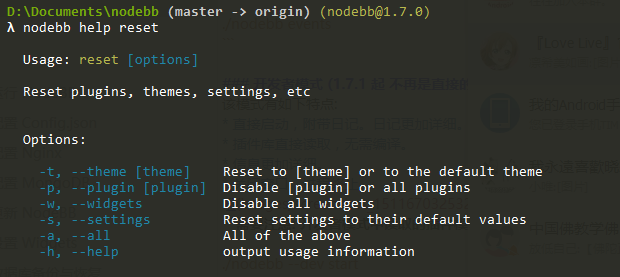 D:\Documents\nodebb (master -> origin) (nodebb@1.7.0)
λ nodebb help reset
Usage: reset [options]
Reset plugins, themes, settings, etc
Options:
-t, --theme [theme] Reset to [theme] or to the default theme
-p, --plugin [plugin] Disable [plugin] or all plugins
-w, --widgets Disable all widgets
-s, --settings Reset settings to their default values
-a, --all All of the above
-h, --help output usage information